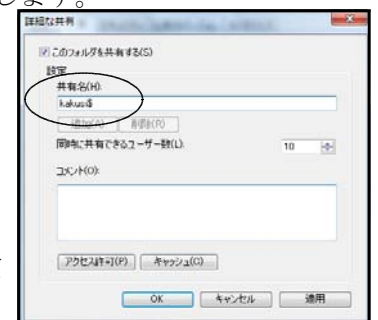 します。
詳細な共有
このフォルダを共有する(S)
設定
共有名(H):
kakusi$
追加(A) 削除(R)
同時に共有できるユーザー数(L): 10
コメント(O):
アクセス許可(P) キャッシュ(C)
OK キャンセル 適用